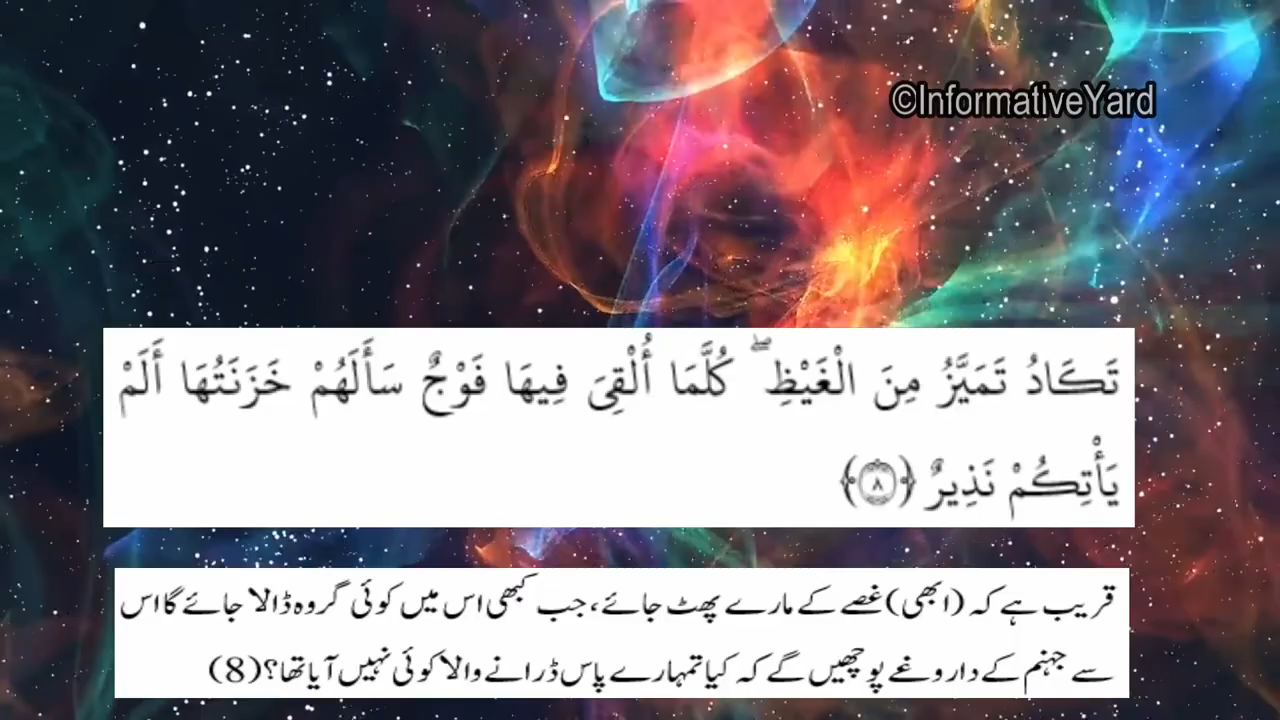 ©InformativeYard
تَكَادُ تَمَيَّزُ مِنَ الْغَيْظِ ۖ كُلَّمَا أُلْقِيَ فِيهَا فَوْجٌ سَأَلَهُمْ خَزَنَتُهَا أَلَمْ
يَأْتِكُمْ نَذِيرٌ ﴿٨﴾
قریب ہے کہ (ابھی) غصے کے مارے پھٹ جائے، جب کبھی اس میں کوئی گروہ ڈالا جائے گا اس
سے جہنم کے داروغے پوچھیں گے کہ کیا تمہارے پاس ڈرانے والا کوئی نہیں آیا تھا؟ (8)